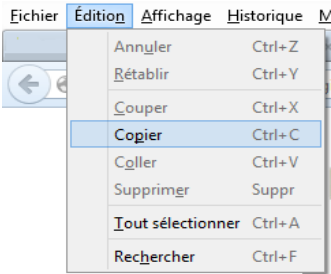 Fichier Édition Affichage Historique M
Annuler Ctrl+Z
Rétablir Ctrl+Y
Couper Ctrl+X
Copier Ctrl+C
Coller Ctrl+V
Supprimer Suppr
Tout sélectionner Ctrl+A
Rechercher Ctrl+F